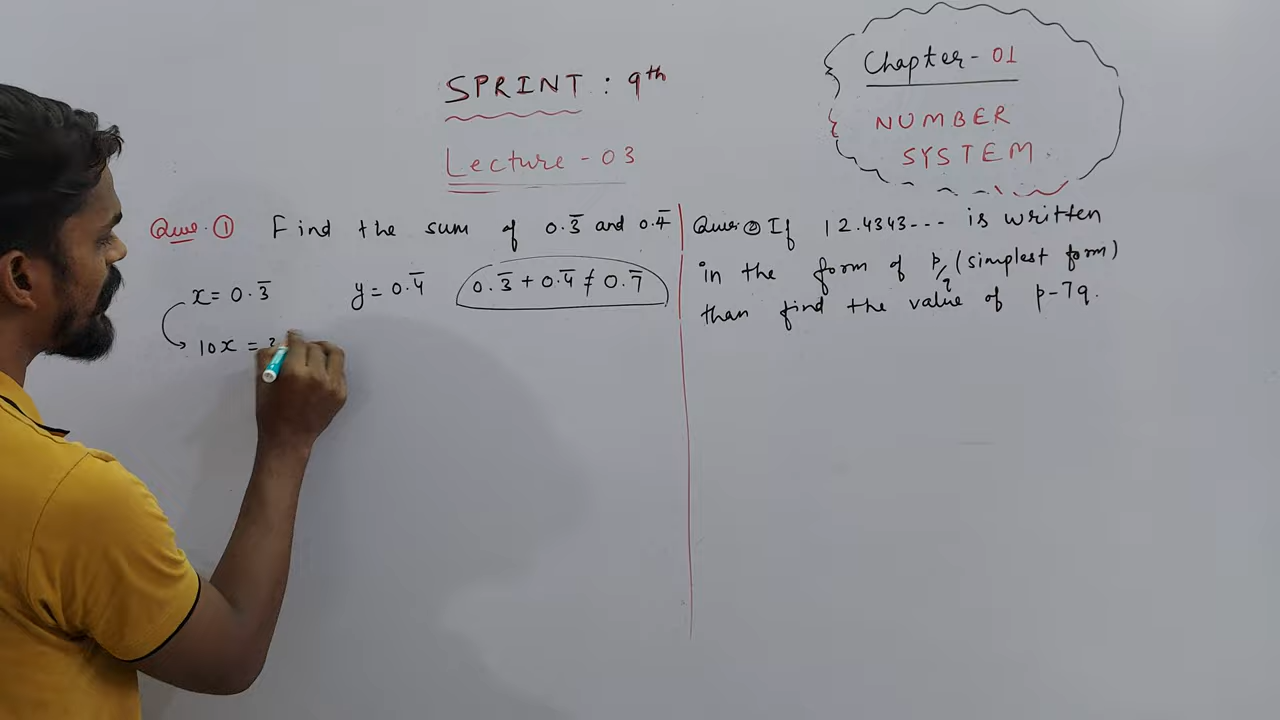 SPRINT : 9th
Lecture - 03
Chapter - 01
NUMBER
SYSTEM
Que. ① Find the sum of 0.3̅ and 0.4̅
x = 0.3̅ y = 0.4̅ 0.3̅ + 0.4̅ ≠ 0.7̅
10x =
Que. ② If 12.4343... is written
in the form of p/q (simplest form)
than find the value of p-7q.